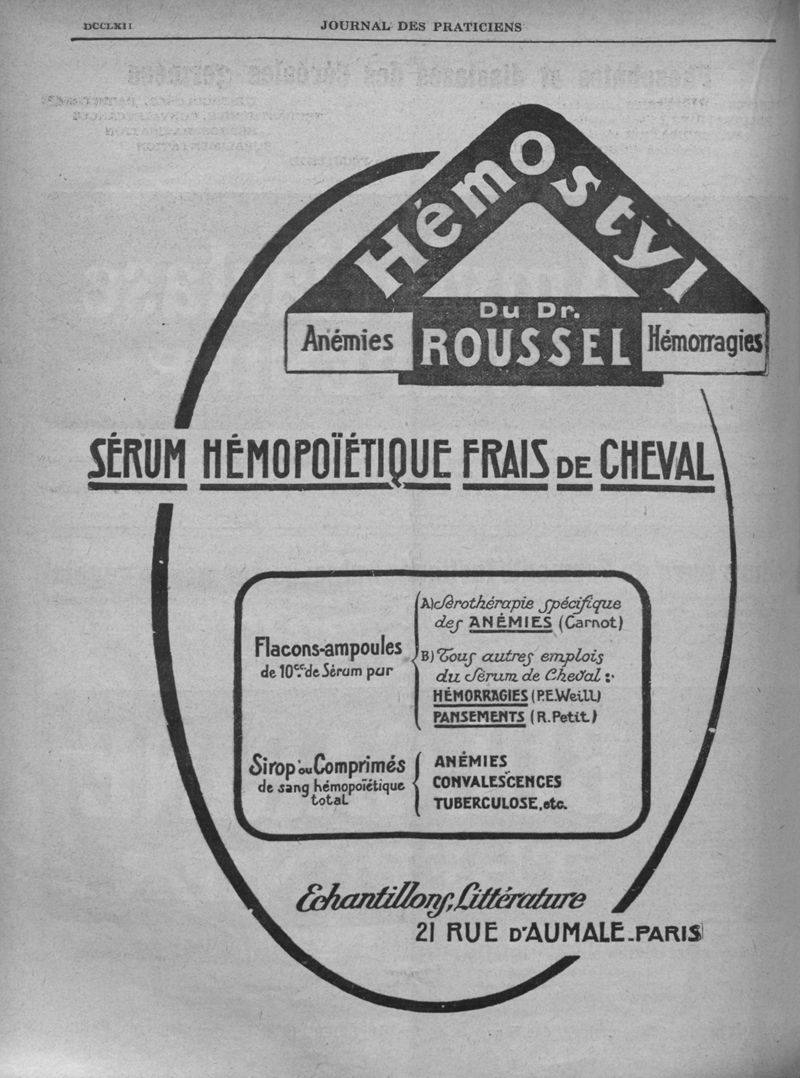 DCCLXII
JOURNAL DES PRATICIENS
HémOstyl
Du Dr.
ROUSSEL
Anémies
Hémorragies
SÉRUM HÉMOPOÏÉTIQUE FRAIS DE CHEVAL
Flacons-ampoules
de 10cc. de Sérum pur
A) Sérothérapie spécifique
des ANÉMIES (Carnot)
B) Tous autres emplois
du Sérum de Cheval :
HÉMORRAGIES (P.E.Weill)
PANSEMENTS (R.Petit)
Sirop ou Comprimés
de sang hémopoïétique
total
ANÉMIES
CONVALESCENCES
TUBERCULOSE, etc.
Echantillons, Littérature
21 RUE D'AUMALE-PARIS